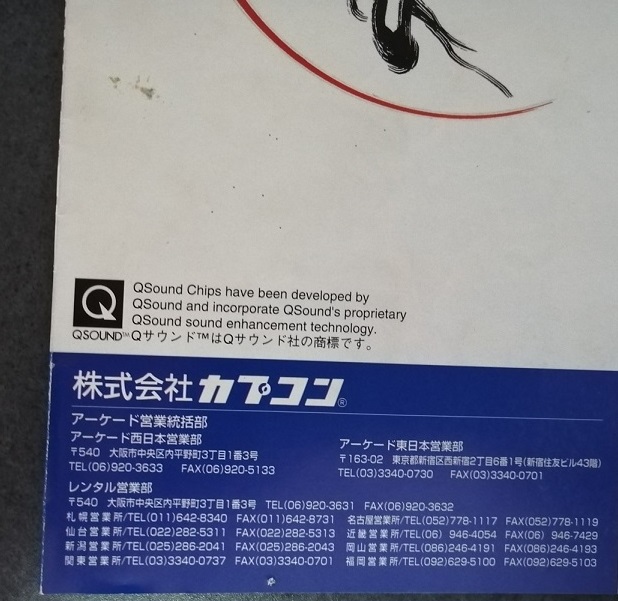 QSound Chips have been developed by
QSound and incorporate QSound's proprietary
QSound sound enhancement technology.
QSOUND™ Qサウンド™はQサウンド社の商標です。
株式会社カプコン®
アーケード営業統括部
アーケード西日本営業部
〒540 大阪市中央区内平野町3丁目1番3号
TEL(06)920-3633 FAX(06)920-5133
アーケード東日本営業部
〒163-02 東京都新宿区西新宿2丁目6番1号(新宿住友ビル43階)
TEL(03)3340-0730 FAX(03)3340-0701
レンタル営業部
〒540 大阪市中央区内平野町3丁目1番3号 TEL(06)920-3631 FAX(06)920-3632
札幌営業所/TEL(011)642-8340 FAX(011)642-8731 名古屋営業所/TEL(052)778-1117 FAX(052)778-1119
仙台営業所/TEL(022)282-5311 FAX(022)282-5313 近畿営業所/TEL(06) 946-4054 FAX(06) 946-7429
新潟営業所/TEL(025)286-2041 FAX(025)286-2043 岡山営業所/TEL(086)246-4191 FAX(086)246-4193
関東営業所/TEL(03)3340-0737 FAX(03)3340-0701 福岡営業所/TEL(092)629-5100 FAX(092)629-5103